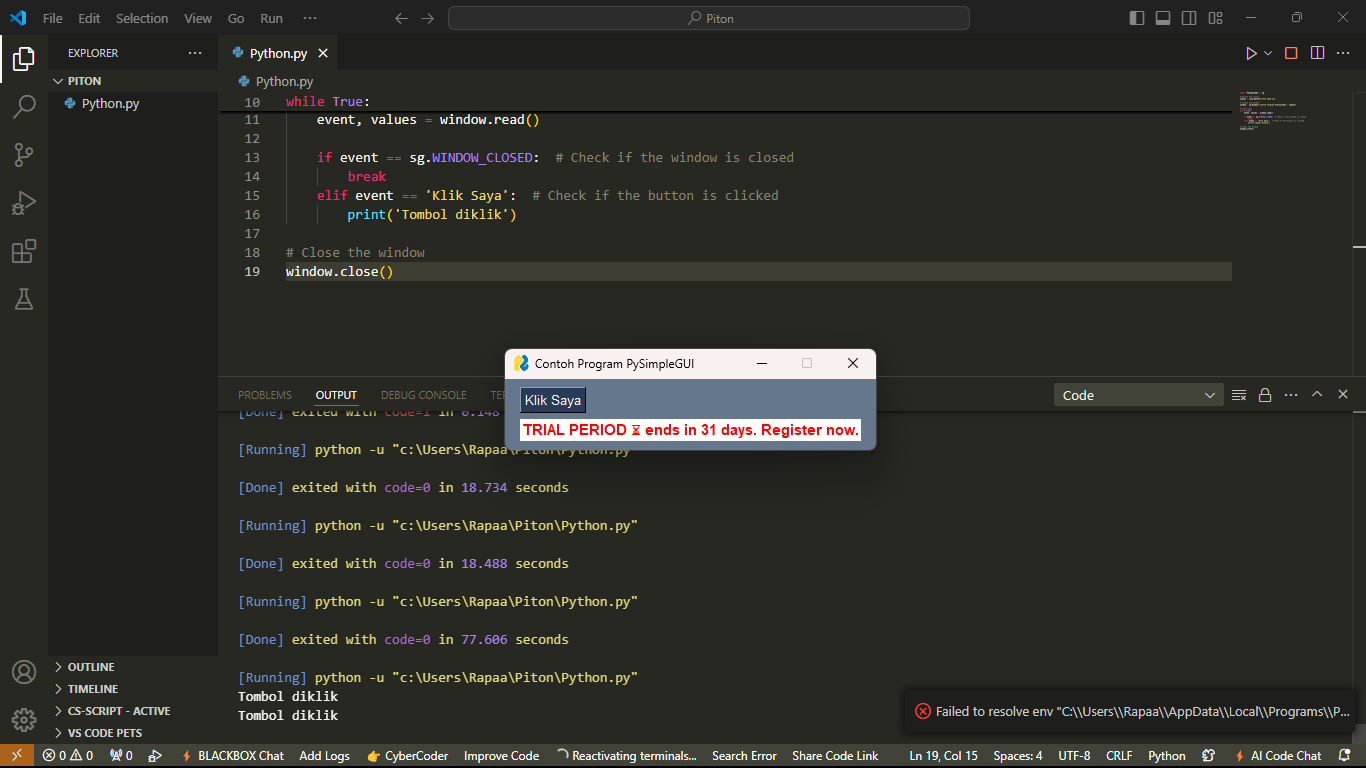 File Edit Selection View Go Run ··· Piton
EXPLORER ···
PITON
Python.py
OUTLINE
TIMELINE
CS-SCRIPT - ACTIVE
VS CODE PETS
Python.py
Python.py
10 while True:
11 event, values = window.read()
12
13 if event == sg.WINDOW_CLOSED: # Check if the window is closed
14 break
15 elif event == 'Klik Saya': # Check if the button is clicked
16 print('Tombol diklik')
17
18 # Close the window
19 window.close()
Contoh Program PySimpleGUI
Klik Saya
TRIAL PERIOD ⧗ ends in 31 days. Register now.
PROBLEMS OUTPUT DEBUG CONSOLE Code
[Done] exited with code=1 in 0.148
[Running] python -u "c:\Users\Rapaa\Piton\Python.py"
[Done] exited with code=0 in 18.734 seconds
[Running] python -u "c:\Users\Rapaa\Piton\Python.py"
[Done] exited with code=0 in 18.488 seconds
[Running] python -u "c:\Users\Rapaa\Piton\Python.py"
[Done] exited with code=0 in 77.606 seconds
[Running] python -u "c:\Users\Rapaa\Piton\Python.py"
Tombol diklik
Tombol diklik
Failed to resolve env "C:\\Users\\Rapaa\\AppData\\Local\\Programs\\P...
0 0 0 BLACKBOX Chat Add Logs CyberCoder Improve Code Reactivating terminals... Search Error Share Code Link Ln 19, Col 15 Spaces: 4 UTF-8 CRLF Python AI Code Chat